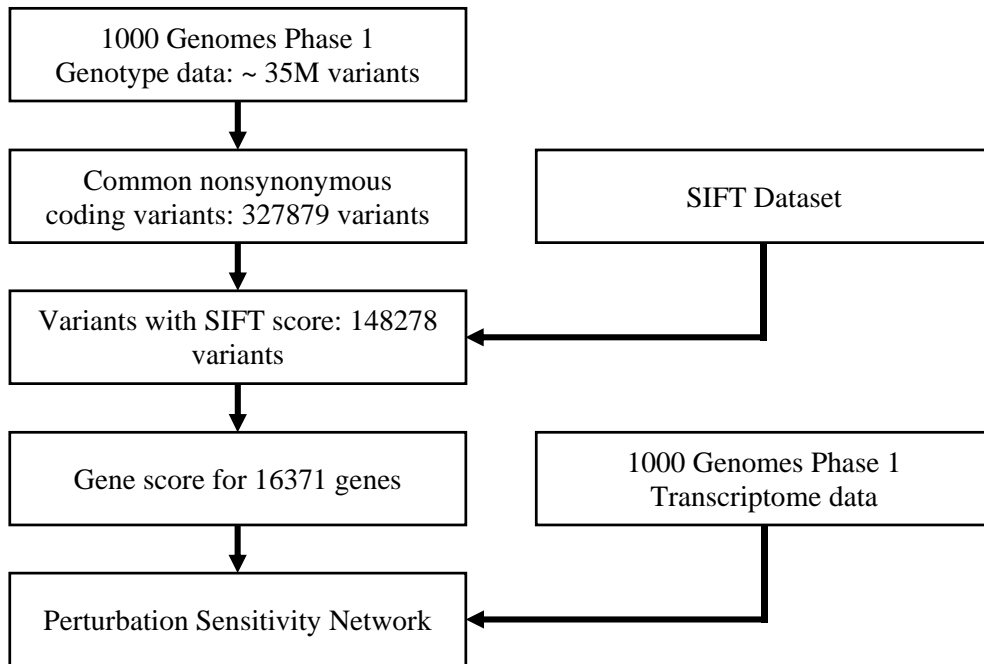 1000 Genomes Phase 1
Genotype data: ~ 35M variants
Common nonsynonymous
coding variants: 327879 variants
SIFT Dataset
Variants with SIFT score: 148278
variants
Gene score for 16371 genes
1000 Genomes Phase 1
Transcriptome data
Perturbation Sensitivity Network